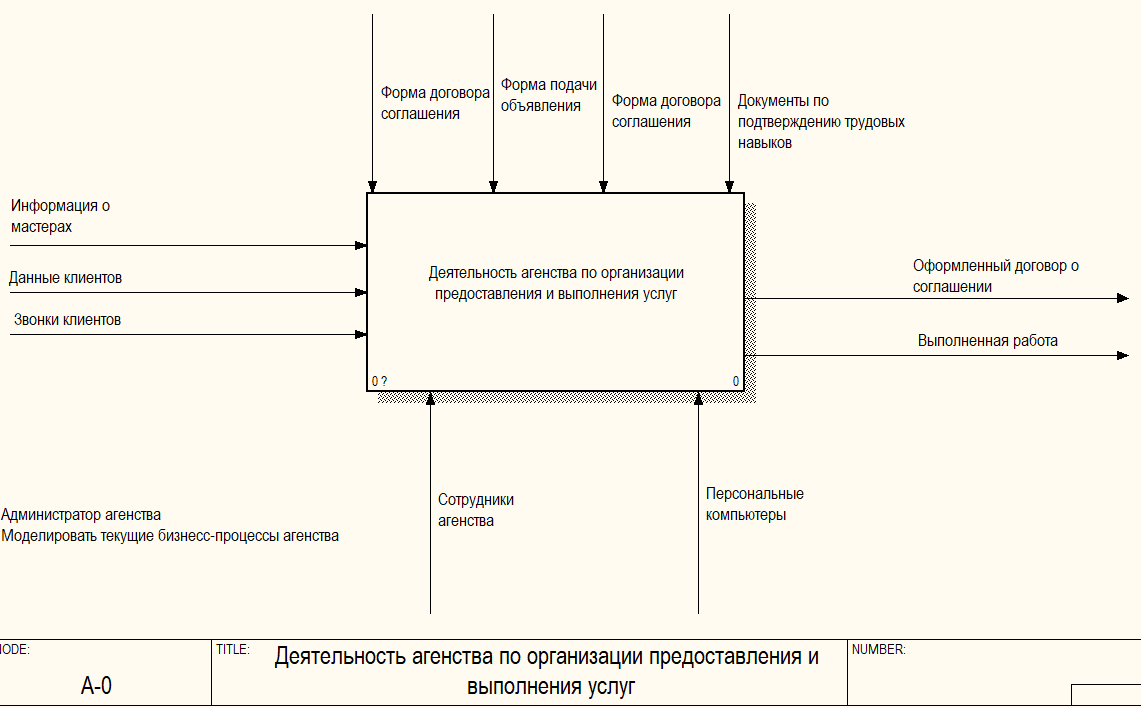 Форма договора
соглашения
Форма подачи
объявления
Форма договора
соглашения
Документы по
подтверждению трудовых
навыков
Информация о
мастерах
Данные клиентов
Звонки клиентов
Деятельность агенства по организации
предоставления и выполнения услуг
0 ?
0
Оформленный договор о
соглашении
Выполненная работа
Сотрудники
агенства
Персональные
компьютеры
Администратор агенства
Моделировать текущие бизнесс-процессы агенства
ODE:
A-0
TITLE:
Деятельность агенства по организации предоставления и
выполнения услуг
NUMBER: